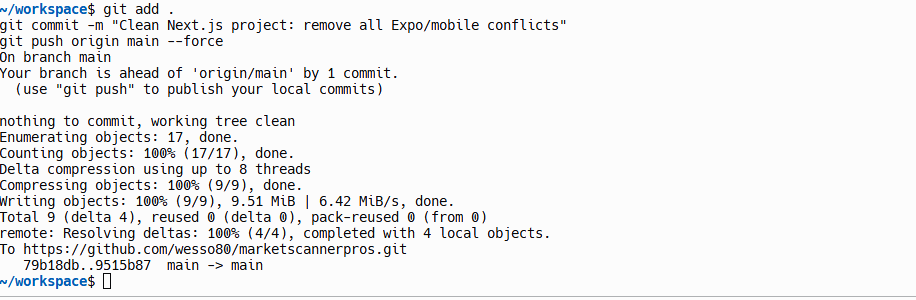 ~/workspace$ git add .
git commit -m "Clean Next.js project: remove all Expo/mobile conflicts"
git push origin main --force
On branch main
Your branch is ahead of 'origin/main' by 1 commit.
  (use "git push" to publish your local commits)

nothing to commit, working tree clean
Enumerating objects: 17, done.
Counting objects: 100% (17/17), done.
Delta compression using up to 8 threads
Compressing objects: 100% (9/9), done.
Writing objects: 100% (9/9), 9.51 MiB | 6.42 MiB/s, done.
Total 9 (delta 4), reused 0 (delta 0), pack-reused 0 (from 0)
remote: Resolving deltas: 100% (4/4), completed with 4 local objects.
To https://github.com/wesso80/marketscannerpros.git
   79b18db..9515b87  main -> main
~/workspace$